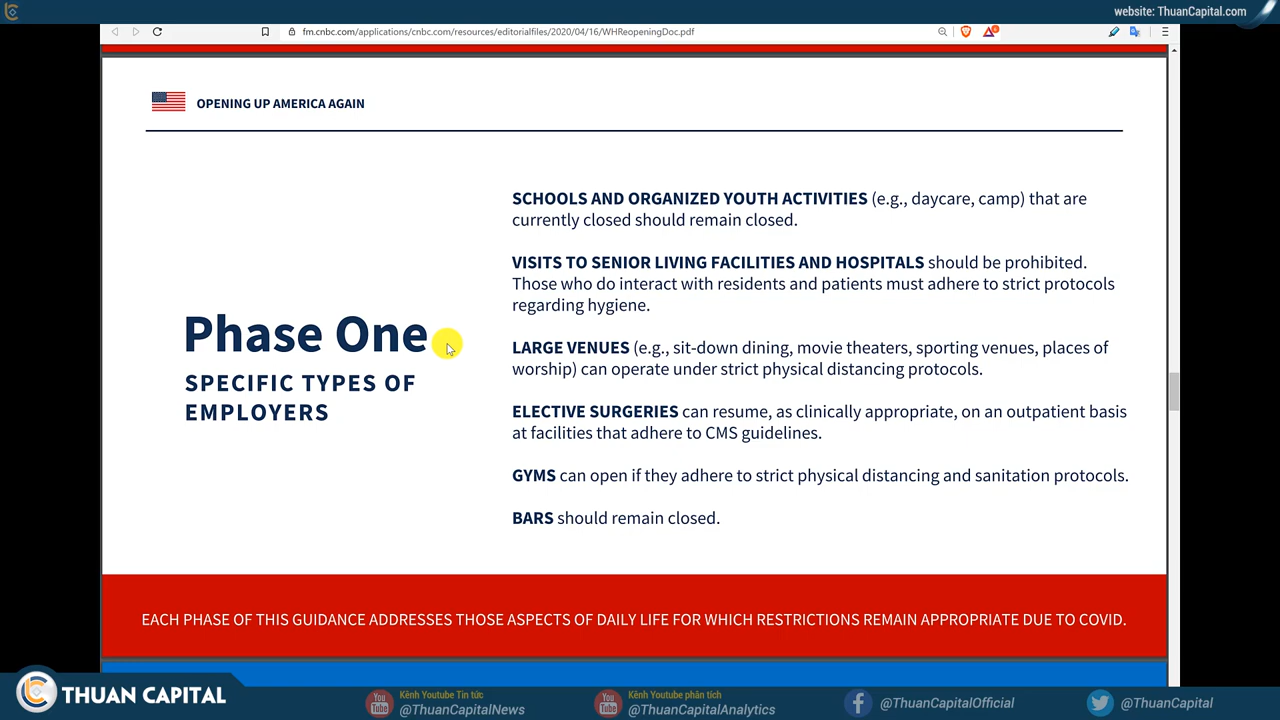 website: ThuanCapital.com
fm.cnbc.com/applications/cnbc.com/resources/editorialfiles/2020/04/16/WHReopeningDoc.pdf
OPENING UP AMERICA AGAIN
Phase One
SPECIFIC TYPES OF
EMPLOYERS
SCHOOLS AND ORGANIZED YOUTH ACTIVITIES (e.g., daycare, camp) that are
currently closed should remain closed.
VISITS TO SENIOR LIVING FACILITIES AND HOSPITALS should be prohibited.
Those who do interact with residents and patients must adhere to strict protocols
regarding hygiene.
LARGE VENUES (e.g., sit-down dining, movie theaters, sporting venues, places of
worship) can operate under strict physical distancing protocols.
ELECTIVE SURGERIES can resume, as clinically appropriate, on an outpatient basis
at facilities that adhere to CMS guidelines.
GYMS can open if they adhere to strict physical distancing and sanitation protocols.
BARS should remain closed.
EACH PHASE OF THIS GUIDANCE ADDRESSES THOSE ASPECTS OF DAILY LIFE FOR WHICH RESTRICTIONS REMAIN APPROPRIATE DUE TO COVID.
THUAN CAPITAL
You Tube
Kênh Youtube Tin tức
@ThuanCapitalNews
You Tube
Kênh Youtube phân tích
@ThuanCapitalAnalytics
@ThuanCapitalOfficial
@ThuanCapital